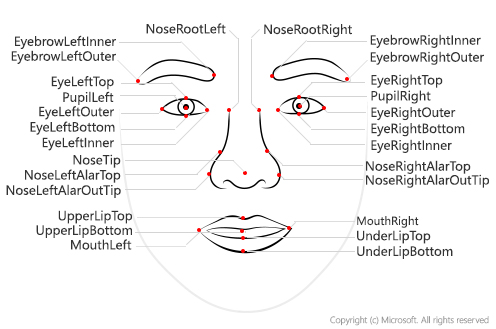 NoseRootLeft
NoseRootRight
EyebrowLeftInner
EyebrowRightInner
EyebrowLeftOuter
EyebrowRightOuter
EyeLeftTop
EyeRightTop
PupilLeft
PupilRight
EyeLeftOuter
EyeRightOuter
EyeLeftBottom
EyeRightBottom
EyeLeftInner
EyeRightInner
NoseTip
NoseLeftAlarTop
NoseRightAlarTop
NoseLeftAlarOutTip
NoseRightAlarOutTip
UpperLipTop
MouthRight
UpperLipBottom
UnderLipTop
MouthLeft
UnderLipBottom
Copyright (c) Microsoft. All rights reserved